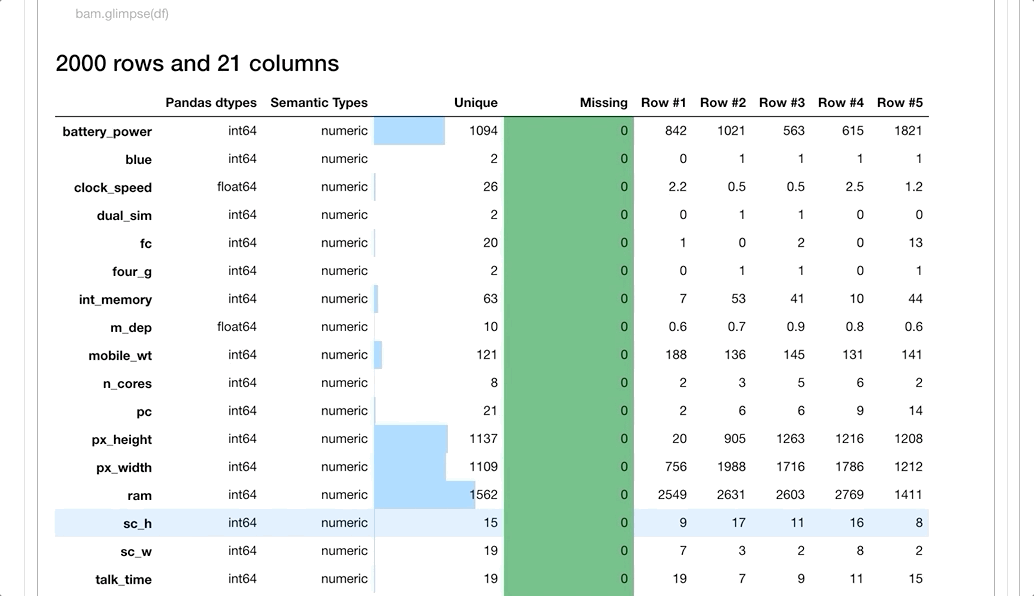 bam.glimpse(df)
2000 rows and 21 columns
Pandas dtypes Semantic Types Unique Missing Row #1 Row #2 Row #3 Row #4 Row #5
battery_power int64 numeric 1094 0 842 1021 563 615 1821
blue int64 numeric 2 0 0 1 1 1 1
clock_speed float64 numeric 26 0 2.2 0.5 0.5 2.5 1.2
dual_sim int64 numeric 2 0 0 1 1 0 0
fc int64 numeric 20 0 1 0 2 0 13
four_g int64 numeric 2 0 0 1 1 0 1
int_memory int64 numeric 63 0 7 53 41 10 44
m_dep float64 numeric 10 0 0.6 0.7 0.9 0.8 0.6
mobile_wt int64 numeric 121 0 188 136 145 131 141
n_cores int64 numeric 8 0 2 3 5 6 2
pc int64 numeric 21 0 2 6 6 9 14
px_height int64 numeric 1137 0 20 905 1263 1216 1208
px_width int64 numeric 1109 0 756 1988 1716 1786 1212
ram int64 numeric 1562 0 2549 2631 2603 2769 1411
sc_h int64 numeric 15 0 9 17 11 16 8
sc_w int64 numeric 19 0 7 3 2 8 2
talk_time int64 numeric 19 0 19 7 9 11 15